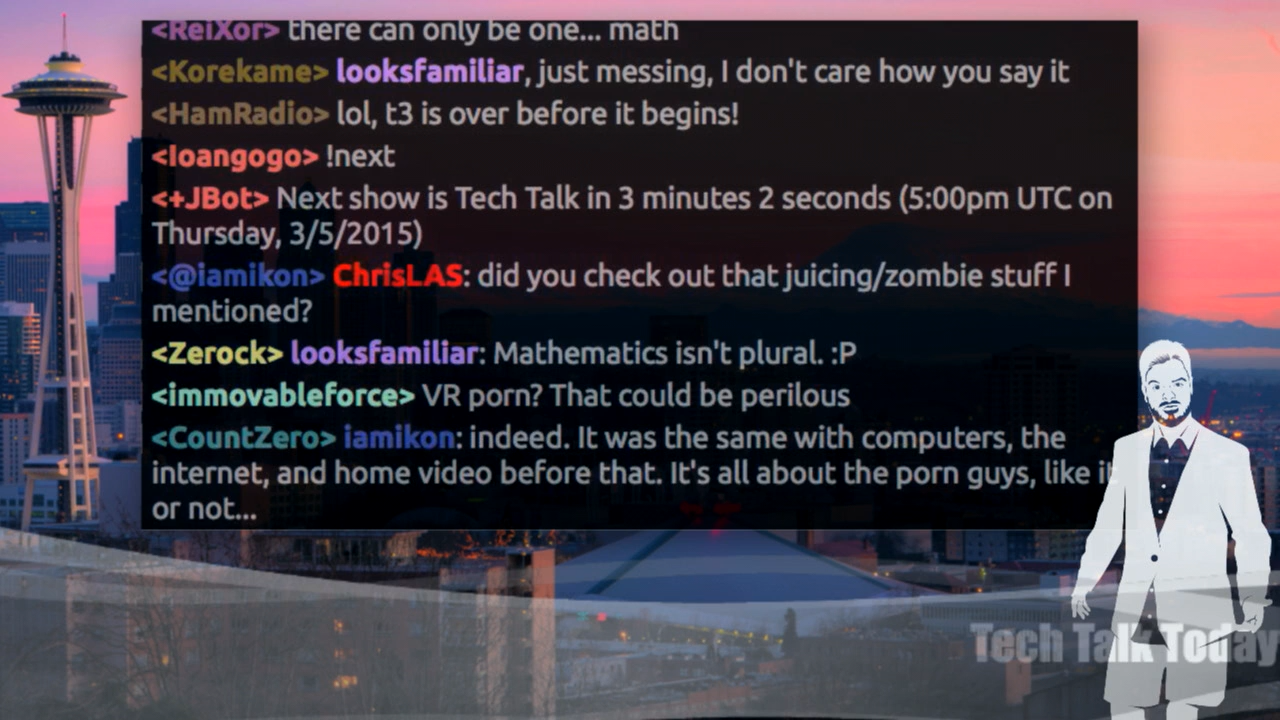 <ReiXor> there can only be one... math
<Korekame> looksfamiliar, just messing, I don't care how you say it
<HamRadio> lol, t3 is over before it begins!
<loangogo> !next
<+JBot> Next show is Tech Talk in 3 minutes 2 seconds (5:00pm UTC on
Thursday, 3/5/2015)
<@iamikon> ChrisLAS: did you check out that juicing/zombie stuff I
mentioned?
<Zerock> looksfamiliar: Mathematics isn't plural. :P
<immovableforce> VR porn? That could be perilous
<CountZero> iamikon: indeed. It was the same with computers, the
internet, and home video before that. It's all about the porn guys, like it
or not...
Tech Talk Today